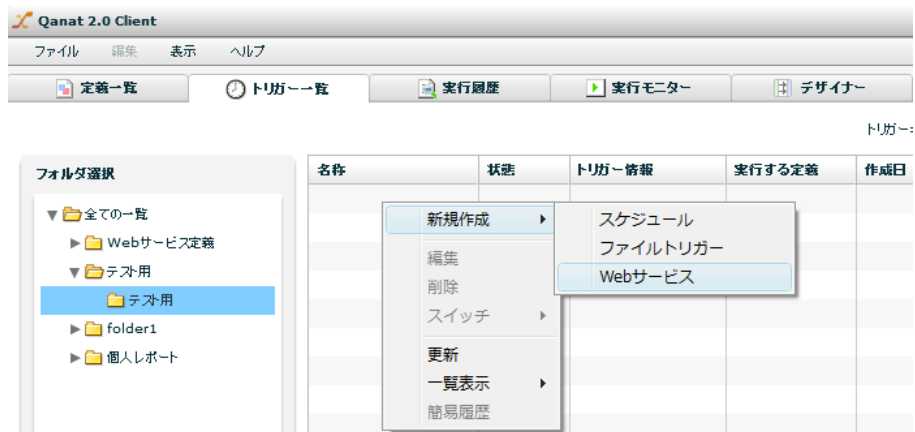 Qanat 2.0 Client
ファイル 編集 表示 ヘルプ
定義一覧 トリガー一覧 実行履歴 実行モニター デザイナー
トリガー
フォルダ選択
名称 状態 トリガー情報 実行する定義 作成日
全ての一覧
Webサービス定義
テスト用
テスト用
folder1
個人レポート
新規作成
編集
削除
スイッチ
更新
一覧表示
簡易履歴
スケジュール
ファイルトリガー
Webサービス